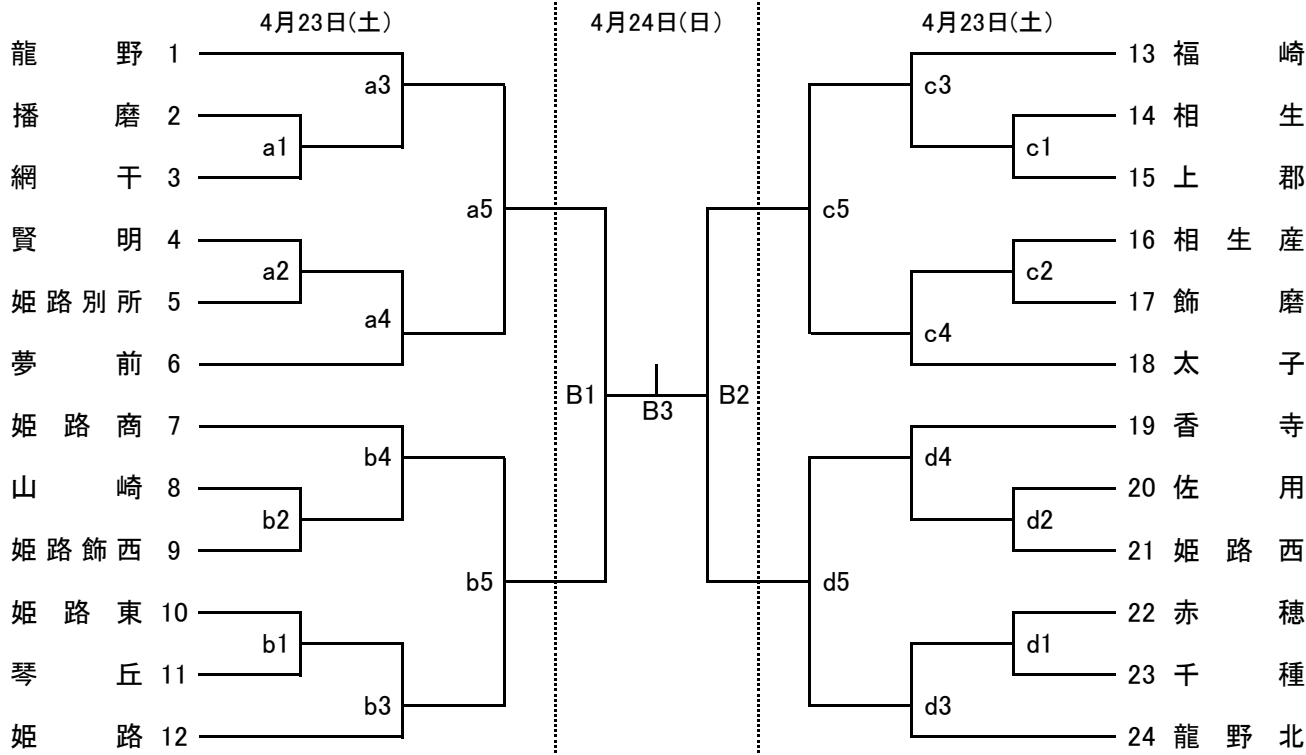 4月23日(土) 4月24日(日) 4月23日(土)
龍野 1 13 福崎
a3 c3
播磨 2 14 相生
a1 c1
網干 3 15 上郡
a5 c5
賢明 4 16 相生産
a2 c2
姫路別所 5 17 飾磨
a4 c4
夢前 6 18 太子
B1 B3 B2
姫路商 7 19 香寺
b4 d4
山崎 8 20 佐用
b2 d2
姫路飾西 9 21 姫路西
b5 d5
姫路東 10 22 赤穂
b1 d1
琴丘 11 23 千種
b3 d3
姫路 12 24 龍野北